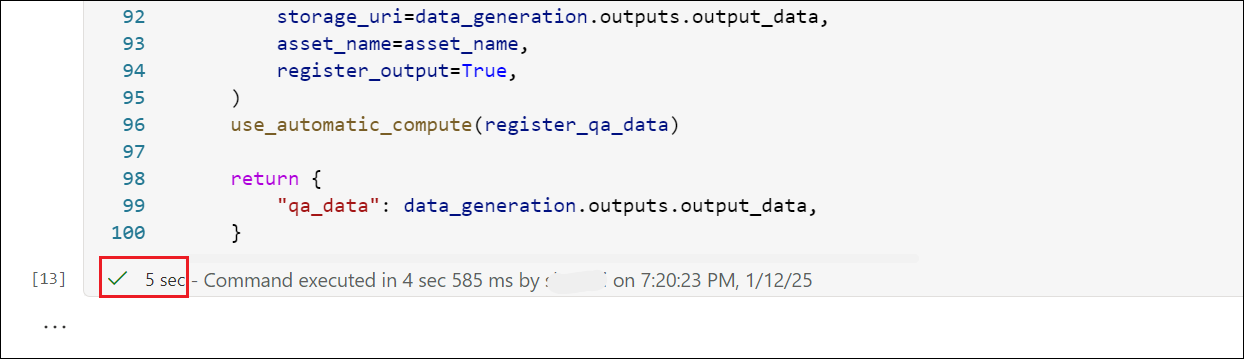 92 storage_uri=data_generation.outputs.output_data,
93 asset_name=asset_name,
94 register_output=True,
95 )
96 use_automatic_compute(register_qa_data)
97
98 return {
99 "qa_data": data_generation.outputs.output_data,
100 }
[13] ✓ 5 sec - Command executed in 4 sec 585 ms by on 7:20:23 PM, 1/12/25
...